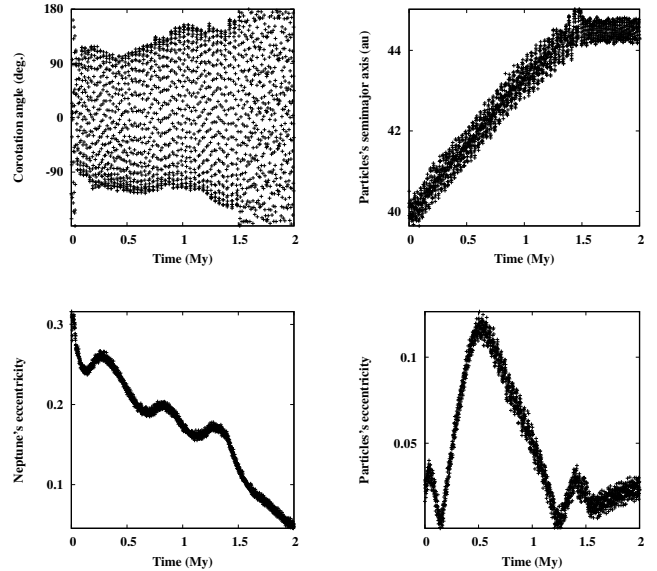 180
90
0
-90
Corotation angle (deg.)
0 0.5 1 1.5 2
Time (My)
44
42
40
Particles's semimajor axis (au)
0 0.5 1 1.5 2
Time (My)
0.3
0.2
0.1
Neptune's eccentricity
0 0.5 1 1.5 2
Time (My)
0.1
0.05
Particles's eccentricity
0 0.5 1 1.5 2
Time (My)